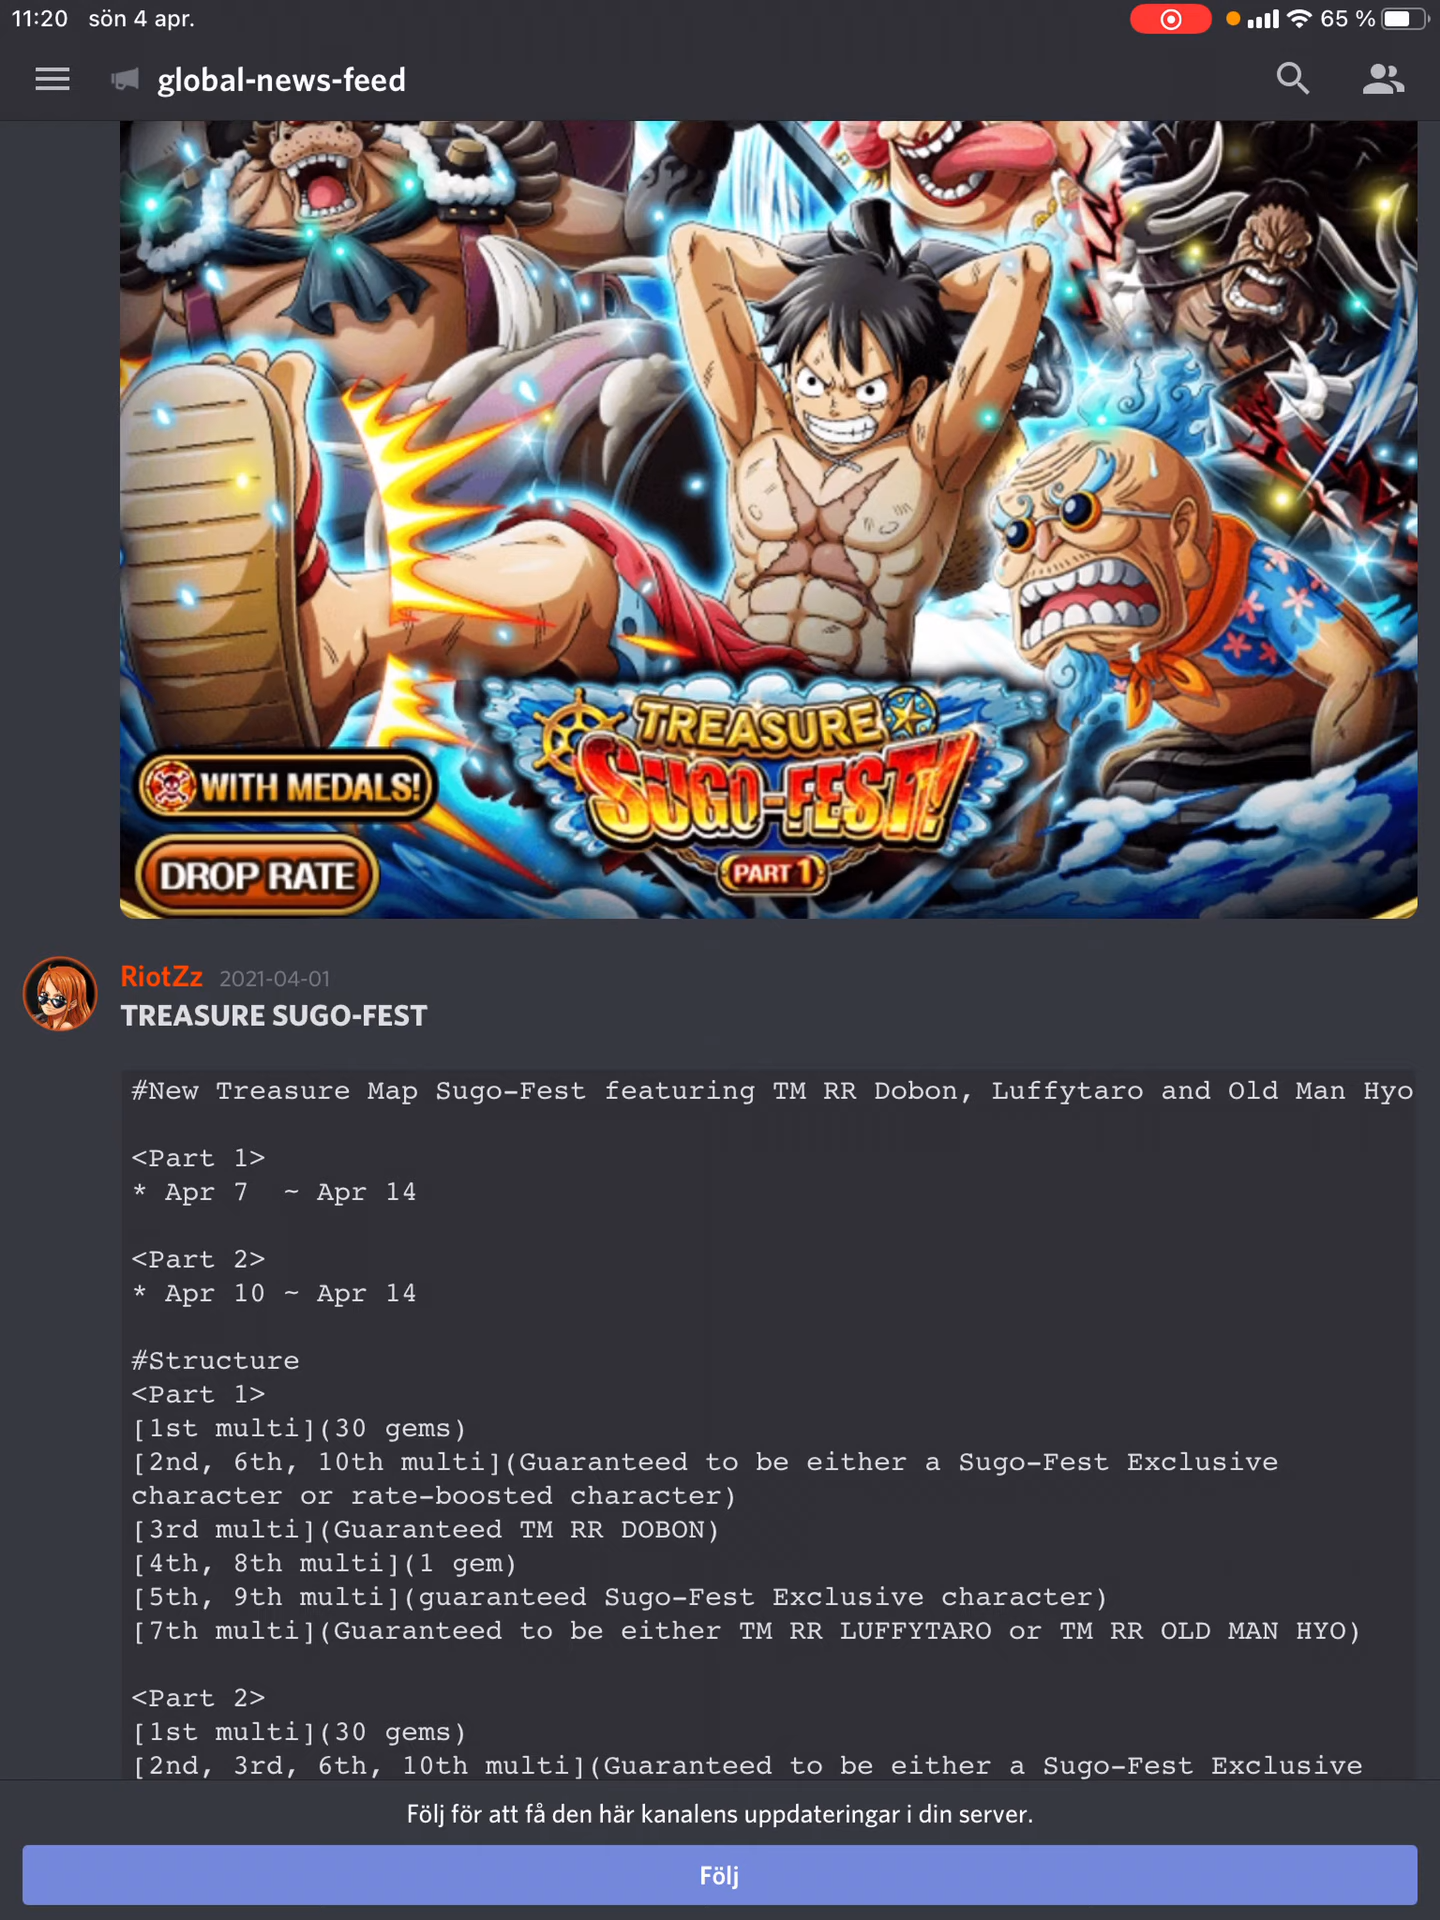 11:20 sön 4 apr.
65 %
global-news-feed
TREASURE
SUGO-FEST!
PART 1
WITH MEDALS!
DROP RATE
RiotZz 2021-04-01
TREASURE SUGO-FEST
#New Treasure Map Sugo-Fest featuring TM RR Dobon, Luffytaro and Old Man Hyo
<Part 1>
* Apr 7  ~ Apr 14
<Part 2>
* Apr 10 ~ Apr 14
#Structure
<Part 1>
[1st multi](30 gems)
[2nd, 6th, 10th multi](Guaranteed to be either a Sugo-Fest Exclusive
character or rate-boosted character)
[3rd multi](Guaranteed TM RR DOBON)
[4th, 8th multi](1 gem)
[5th, 9th multi](guaranteed Sugo-Fest Exclusive character)
[7th multi](Guaranteed to be either TM RR LUFFYTARO or TM RR OLD MAN HYO)
<Part 2>
[1st multi](30 gems)
[2nd, 3rd, 6th, 10th multi](Guaranteed to be either a Sugo-Fest Exclusive
Följ för att få den här kanalens uppdateringar i din server.
Följ